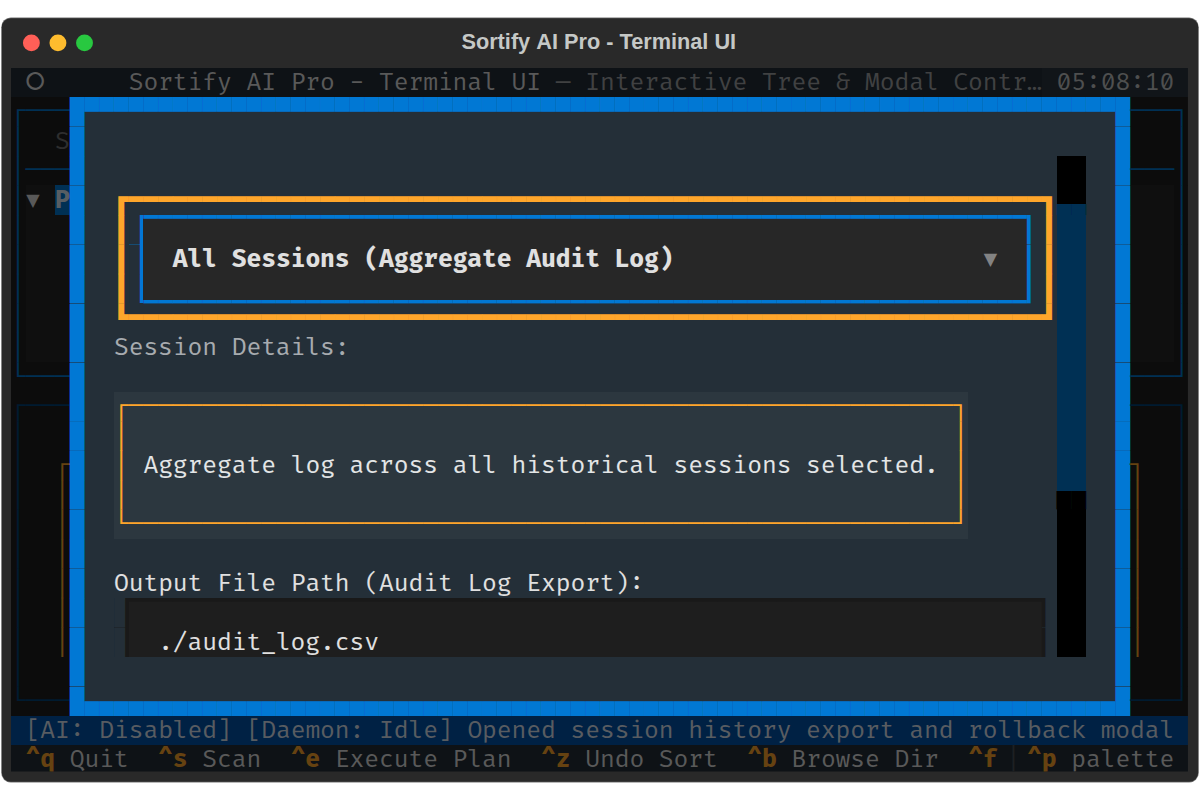 Sortify AI Pro - Terminal UI
Sortify AI Pro - Terminal UI — Interactive Tree & Modal Contr… 05:08:10
S
▼ P
All Sessions (Aggregate Audit Log) ▼
Session Details:
Aggregate log across all historical sessions selected.
Output File Path (Audit Log Export):
./audit_log.csv
[AI: Disabled] [Daemon: Idle] Opened session history export and rollback modal
^q Quit ^s Scan ^e Execute Plan ^z Undo Sort ^b Browse Dir ^f ^p palette